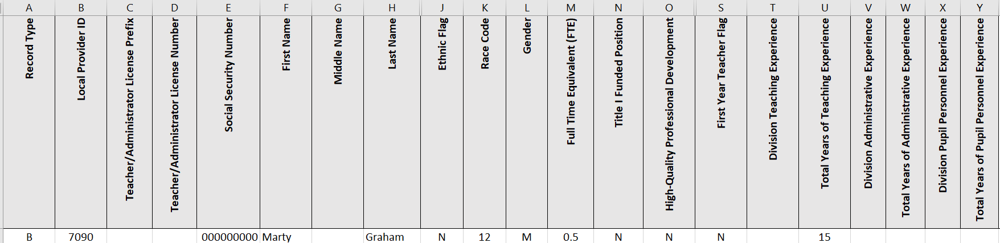 A B C D E F G H J K L M N O S T U V W X Y
Record Type
Local Provider ID
Teacher/Administrator License Prefix
Teacher/Administrator License Number
Social Security Number
First Name
Middle Name
Last Name
Ethnic Flag
Race Code
Gender
Full Time Equivalent (FTE)
Title I Funded Position
High-Quality Professional Development
First Year Teacher Flag
Division Teaching Experience
Total Years of Teaching Experience
Division Administrative Experience
Total Years of Administrative Experience
Division Pupil Personnel Experience
Total Years of Pupil Personnel Experience
B 7090 000000000 Marty Graham N 12 M 0.5 N N N 15